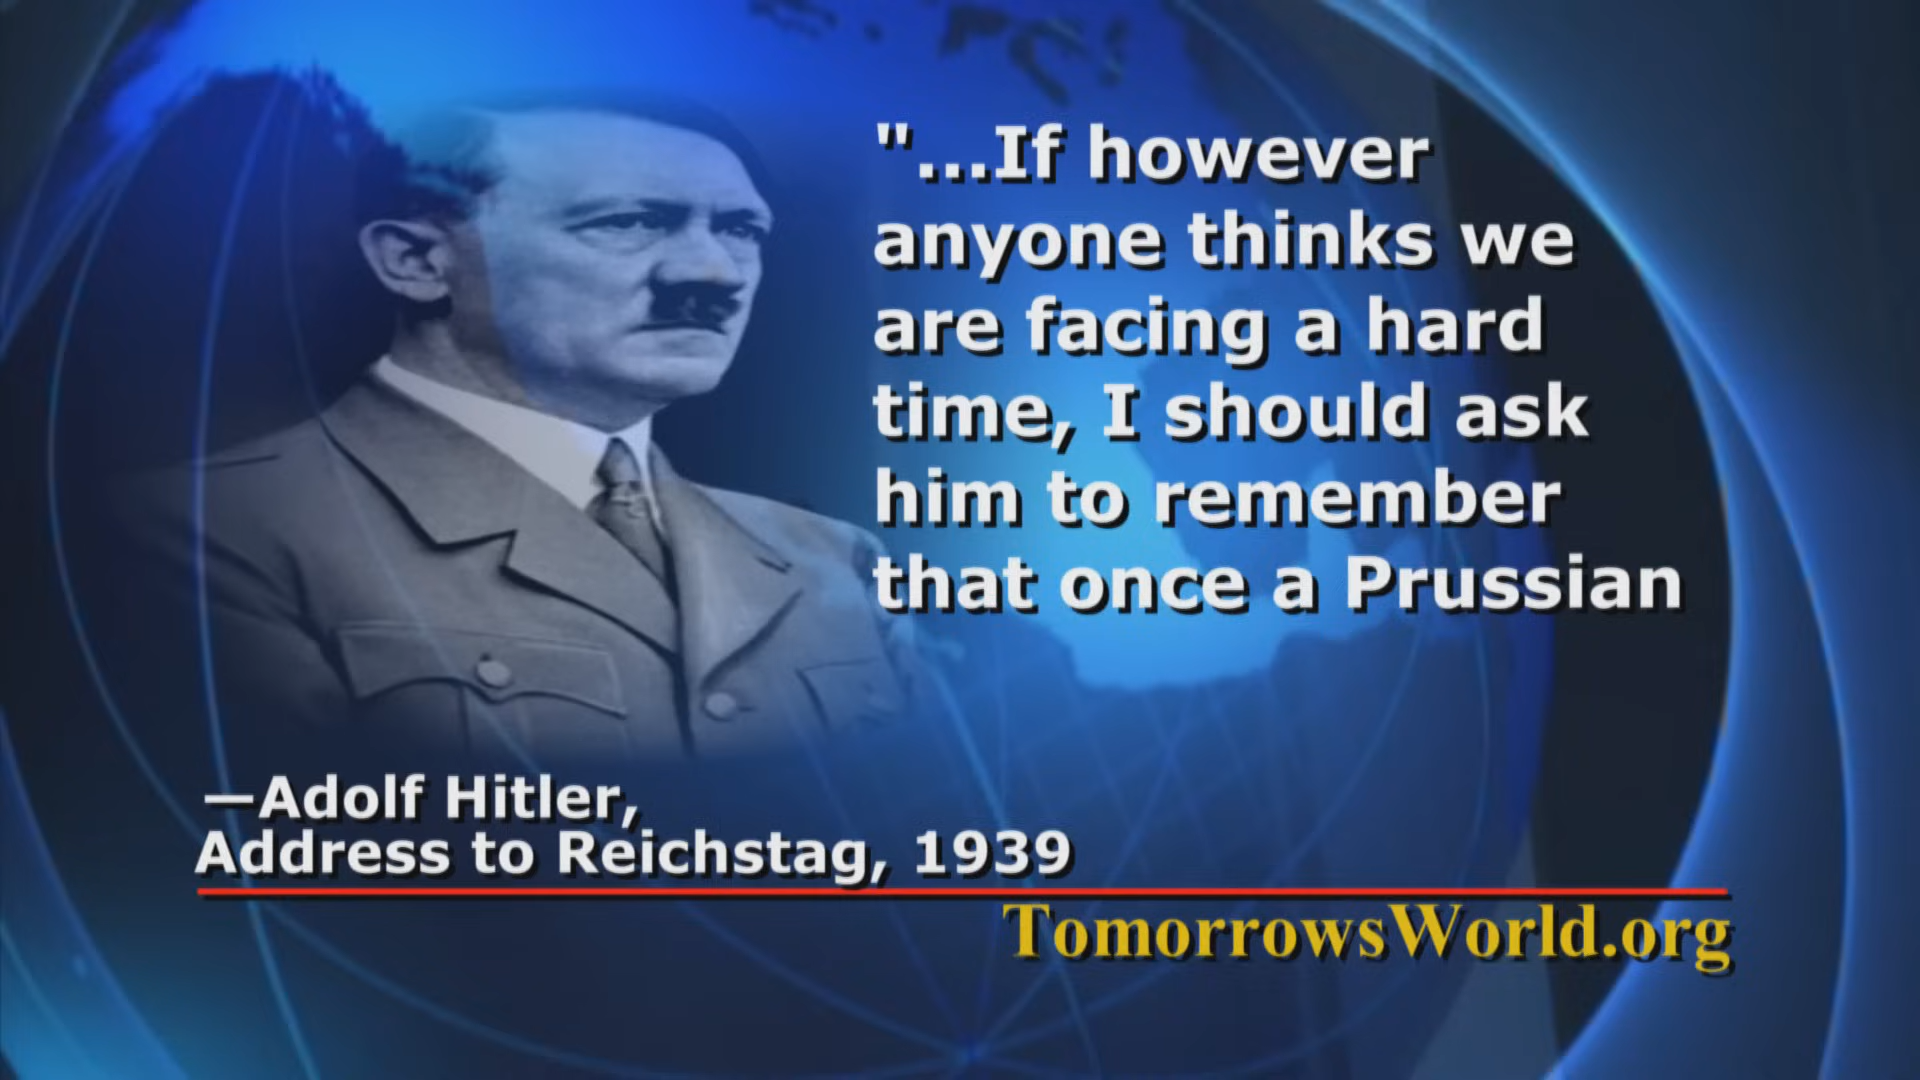 "...If however
anyone thinks we
are facing a hard
time, I should ask
him to remember
that once a Prussian
—Adolf Hitler,
Address to Reichstag, 1939
TomorrowsWorld.org